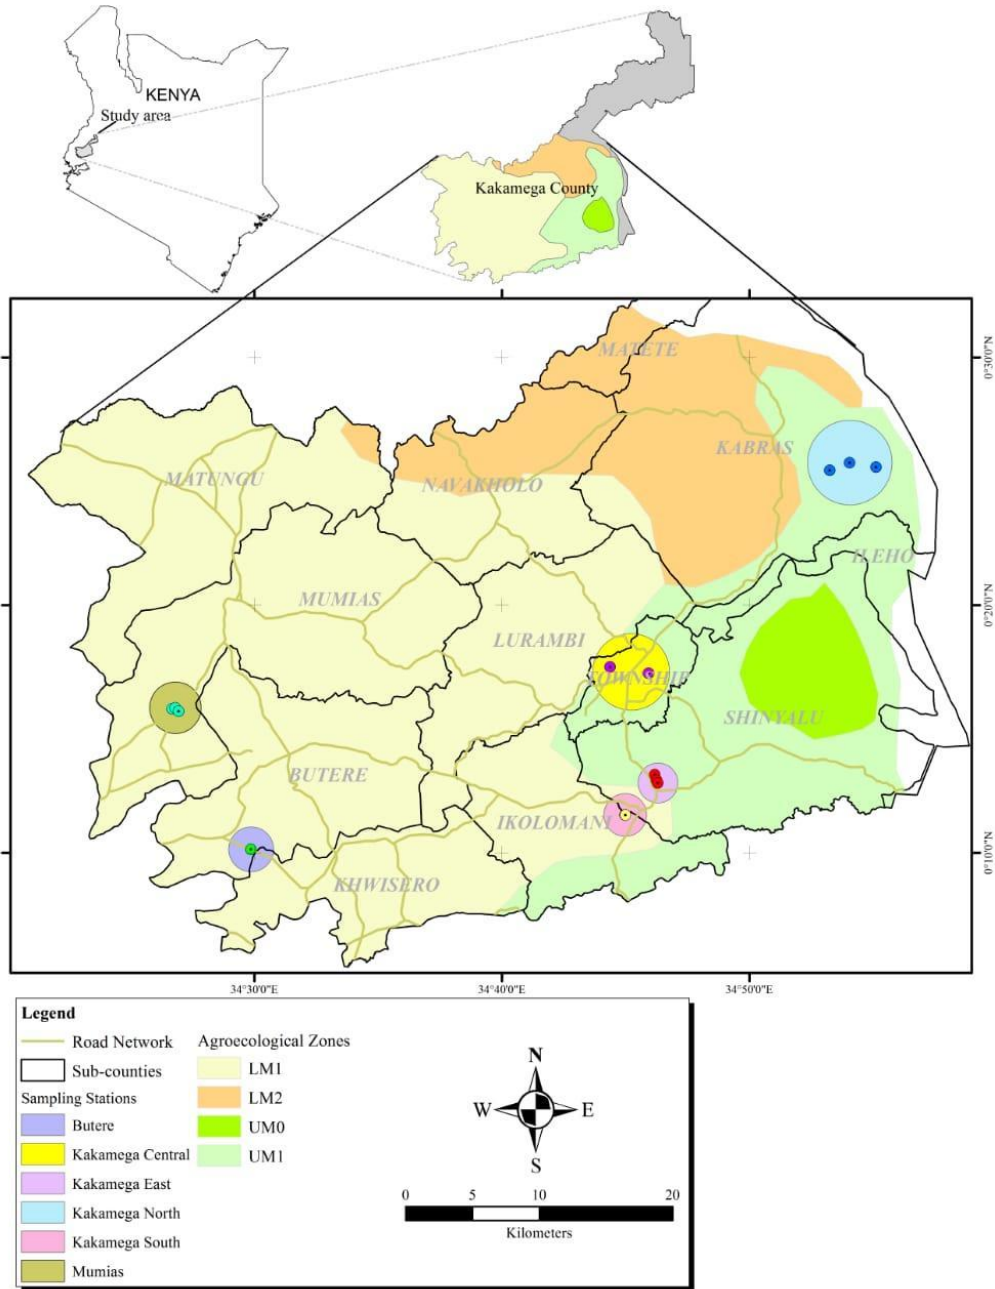 KENYA
Study area
Kakamega County
MATETE
KABRAS
MATUNGU
NAVAKHOLO
ILEHO
MUMIAS
LURAMBI
TOWNSHIP
SHINYALU
BUTERE
IKOLOMANI
KHWISERO
0°30'0"N
0°20'0"N
0°10'0"N
34°30'0"E 34°40'0"E 34°50'0"E
Legend
Road Network
Sub-counties
Sampling Stations
Butere
Kakamega Central
Kakamega East
Kakamega North
Kakamega South
Mumias
Agroecological Zones
LM1
LM2
UM0
UM1
N
W E
S
0 5 10 20
Kilometers